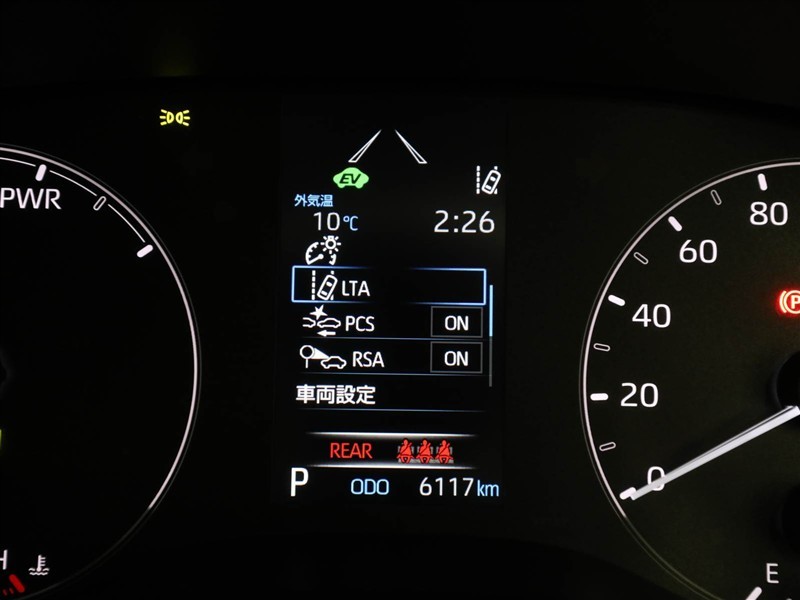 PWR
EV
外気温
10℃ 2:26
LTA
PCS ON
RSA ON
車両設定
REAR
P ODO 6117km
80
60
40
20
0
P
H
E